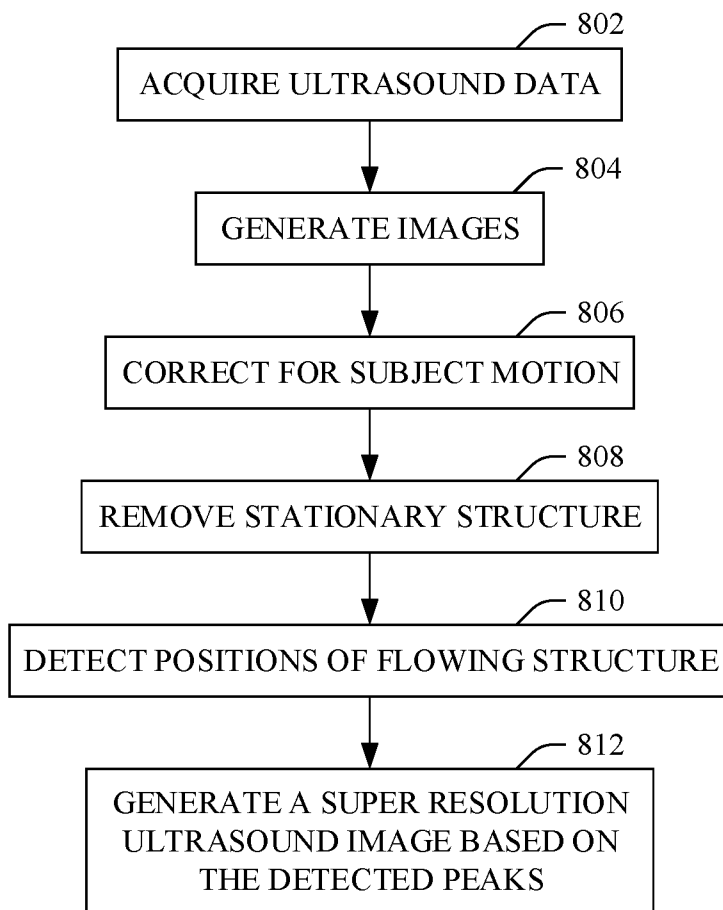 802
ACQUIRE ULTRASOUND DATA
804
GENERATE IMAGES
806
CORRECT FOR SUBJECT MOTION
808
REMOVE STATIONARY STRUCTURE
810
DETECT POSITIONS OF FLOWING STRUCTURE
812
GENERATE A SUPER RESOLUTION
ULTRASOUND IMAGE BASED ON
THE DETECTED PEAKS